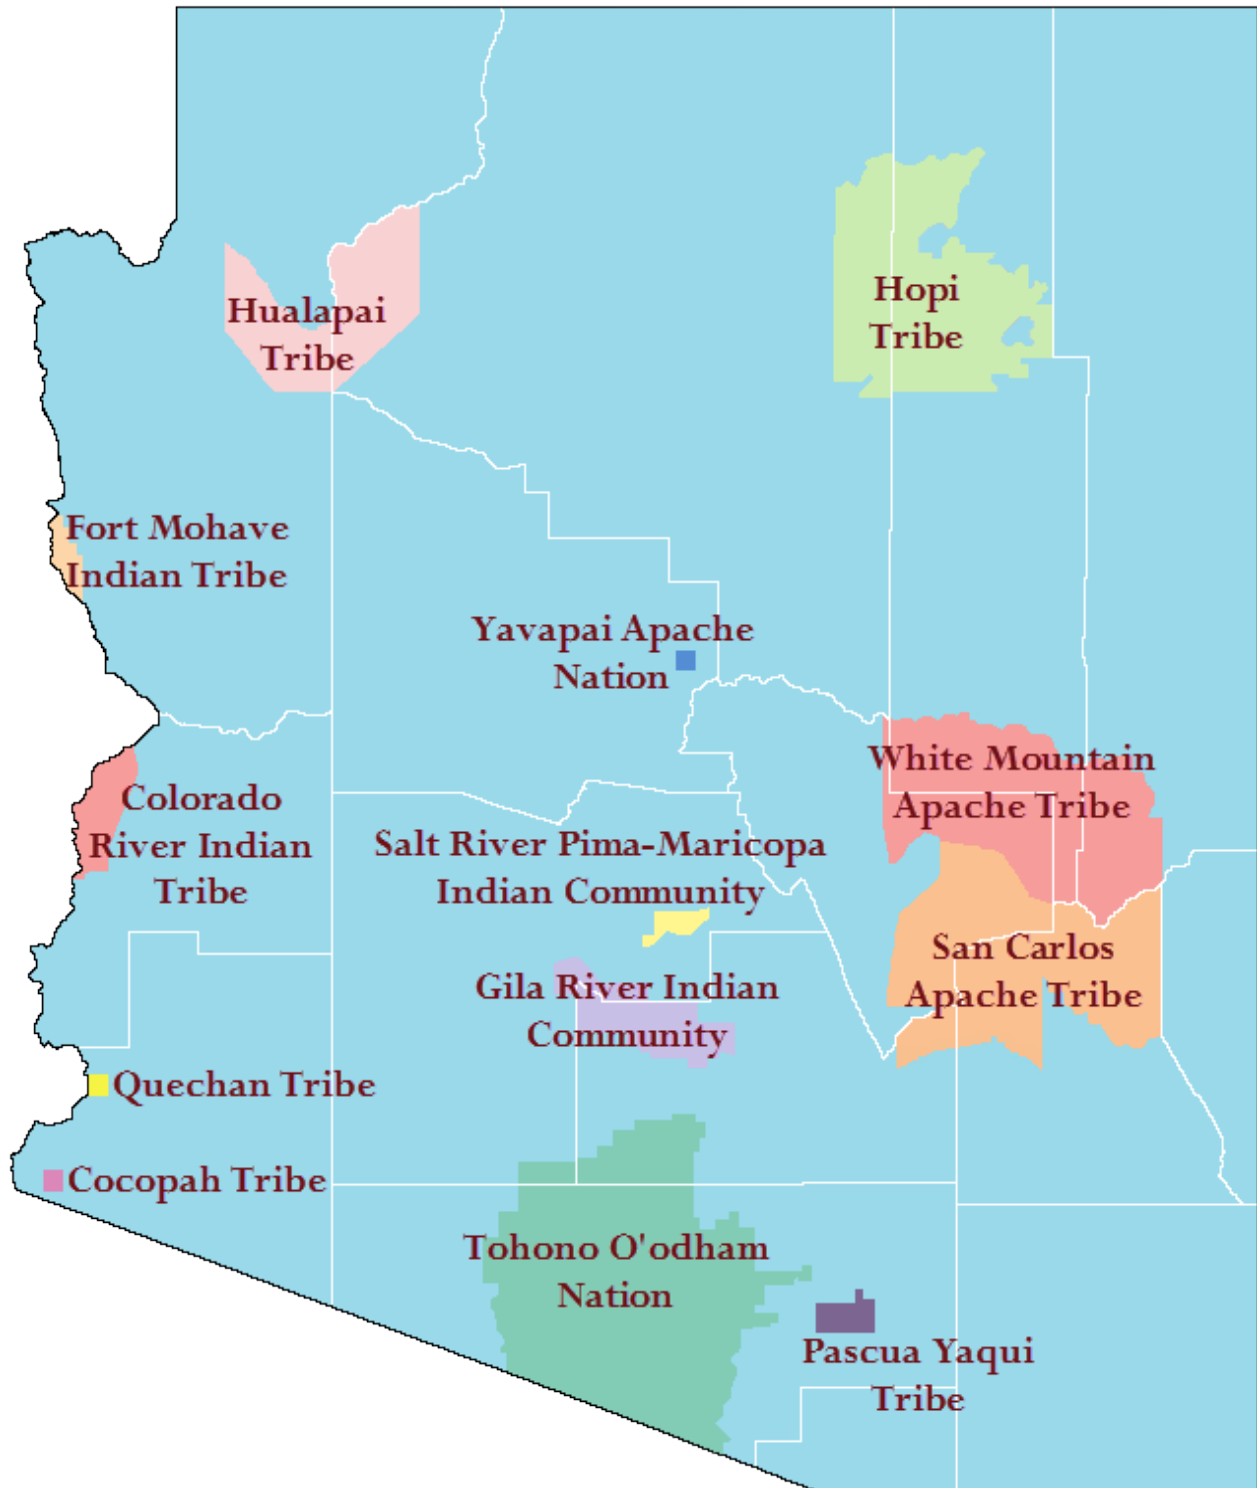 Hualapai
Tribe
Hopi
Tribe
Fort Mohave
Indian Tribe
Yavapai Apache
Nation
White Mountain
Apache Tribe
Colorado
River Indian
Tribe
Salt River Pima-Maricopa
Indian Community
San Carlos
Apache Tribe
Gila River Indian
Community
Quechan Tribe
Cocopah Tribe
Tohono O'odham
Nation
Pascua Yaqui
Tribe